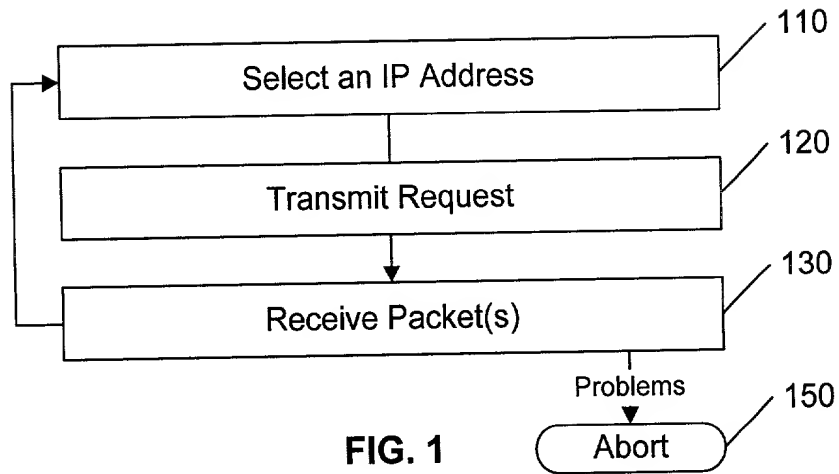 110
Select an IP Address
120
Transmit Request
130
Receive Packet(s)
Problems
150
Abort
FIG. 1